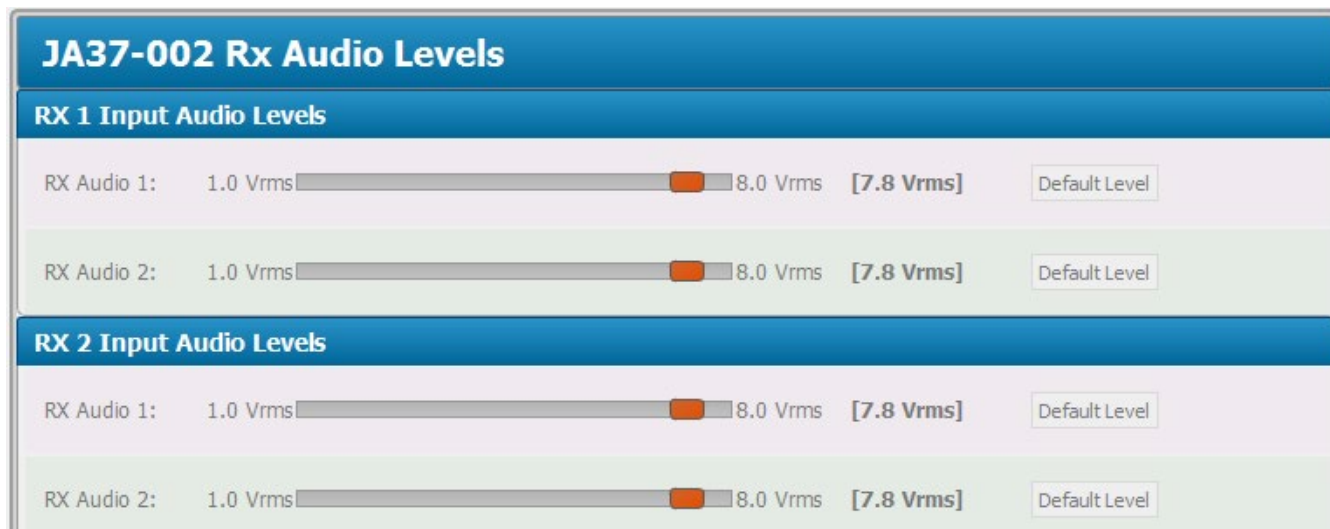 JA37-002 Rx Audio Levels
RX 1 Input Audio Levels
RX Audio 1: 1.0 Vrms 8.0 Vrms [7.8 Vrms] Default Level
RX Audio 2: 1.0 Vrms 8.0 Vrms [7.8 Vrms] Default Level
RX 2 Input Audio Levels
RX Audio 1: 1.0 Vrms 8.0 Vrms [7.8 Vrms] Default Level
RX Audio 2: 1.0 Vrms 8.0 Vrms [7.8 Vrms] Default Level